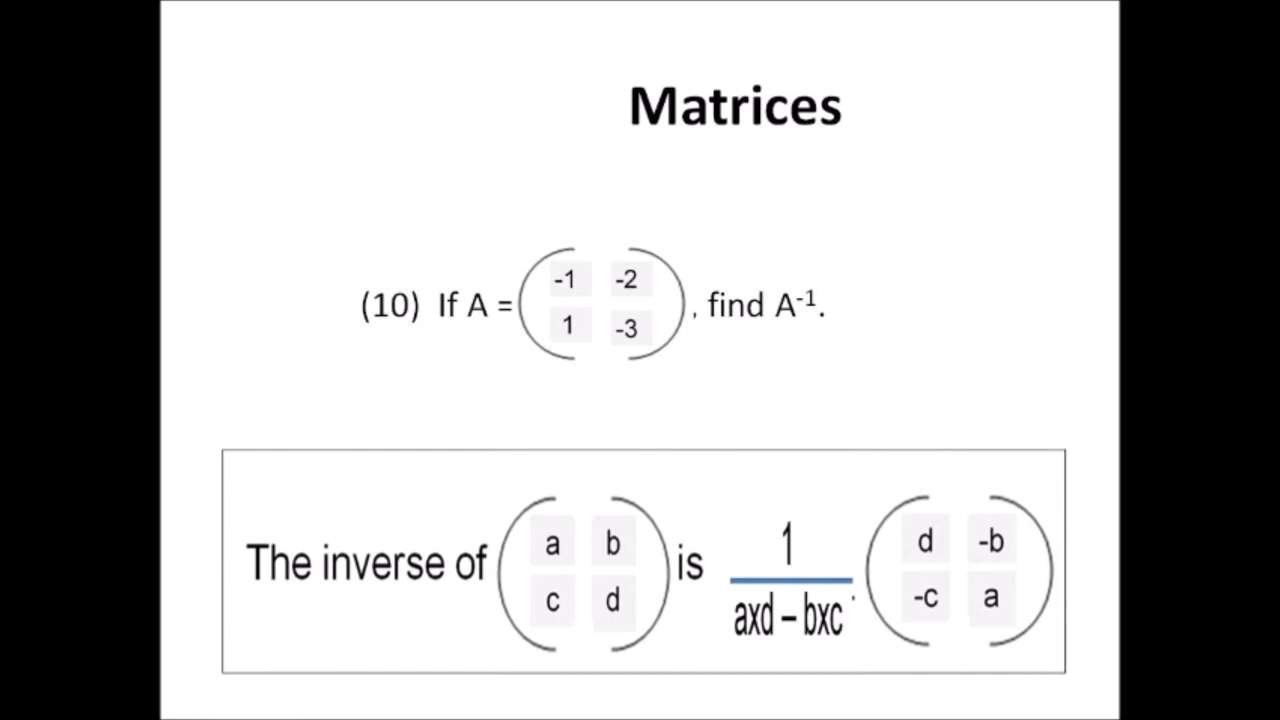 Matrices
(10) If A = ( -1 -2 ) , find A⁻¹.
1 -3
The inverse of ( a b ) is 1 ( d -b )
c d axd – bxc -c a